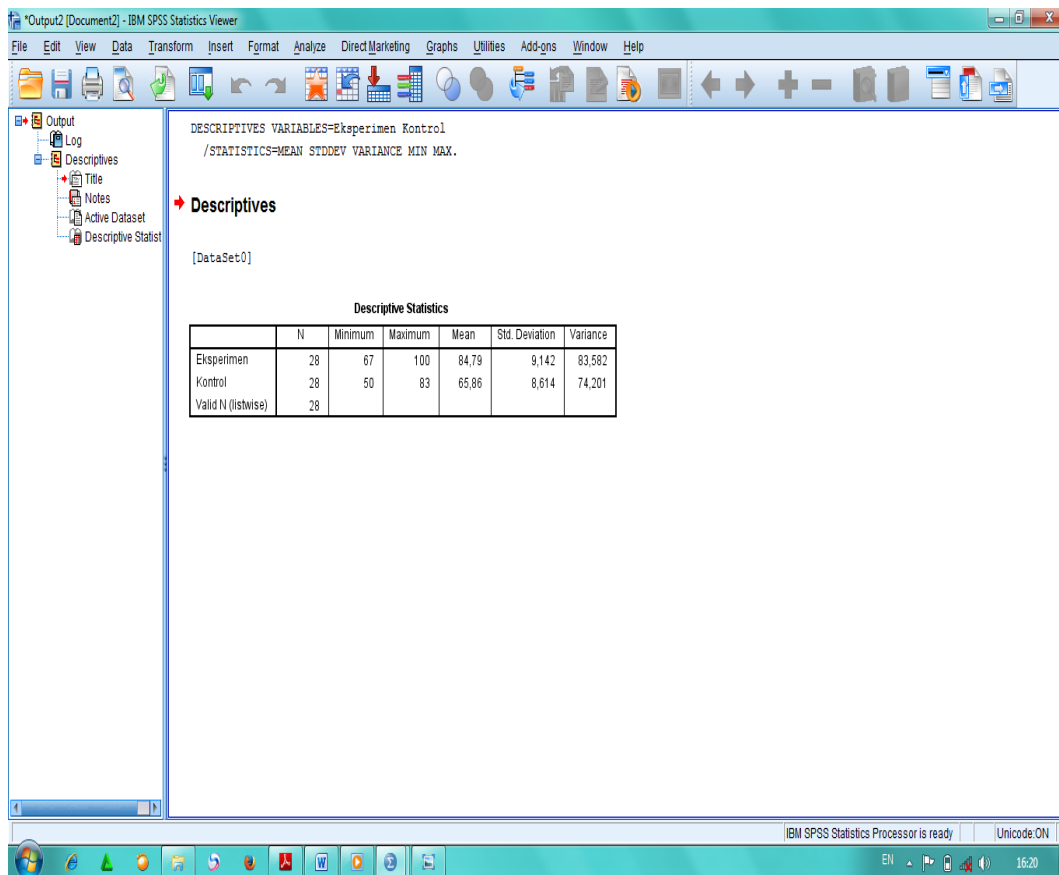 *Output2 [Document2] - IBM SPSS Statistics Viewer
File Edit View Data Transform Insert Format Analyze Direct Marketing Graphs Utilities Add-ons Window Help
Output
Log
Descriptives
Title
Notes
Active Dataset
Descriptive Statist
DESCRIPTIVES VARIABLES=Eksperimen Kontrol
/STATISTICS=MEAN STDDEV VARIANCE MIN MAX.
Descriptives
[DataSet0]
Descriptive Statistics
N Minimum Maximum Mean Std. Deviation Variance
Eksperimen 28 67 100 84,79 9,142 83,582
Kontrol 28 50 83 65,86 8,614 74,201
Valid N (listwise) 28
IBM SPSS Statistics Processor is ready Unicode:ON
EN 16:20